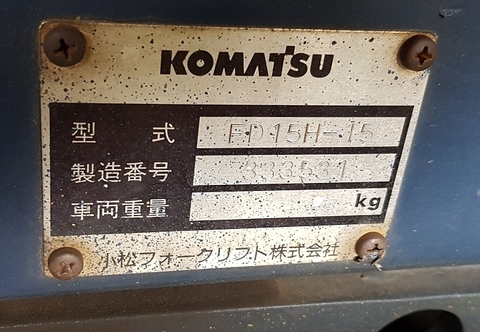 KOMATSU
型式 FD15H-15
製造番号 333531
車両重量 kg
小松フォークリフト株式会社